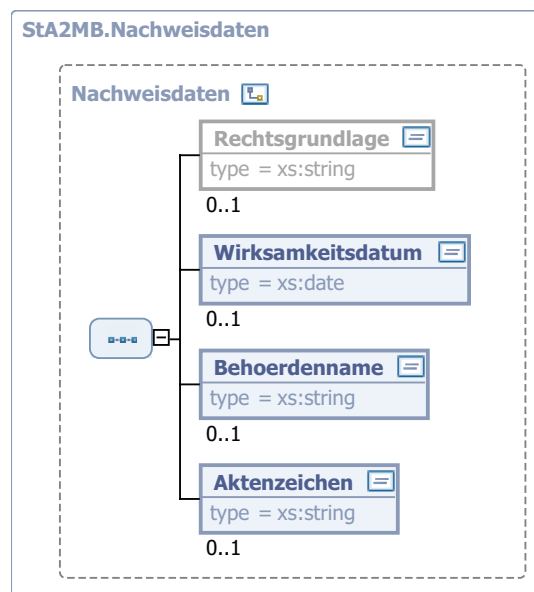 StA2MB.Nachweisdaten
Nachweisdaten
Rechtsgrundlage
type = xs:string
0..1
Wirksamkeitsdatum
type = xs:date
0..1
Behoerdenname
type = xs:string
0..1
Aktenzeichen
type = xs:string
0..1